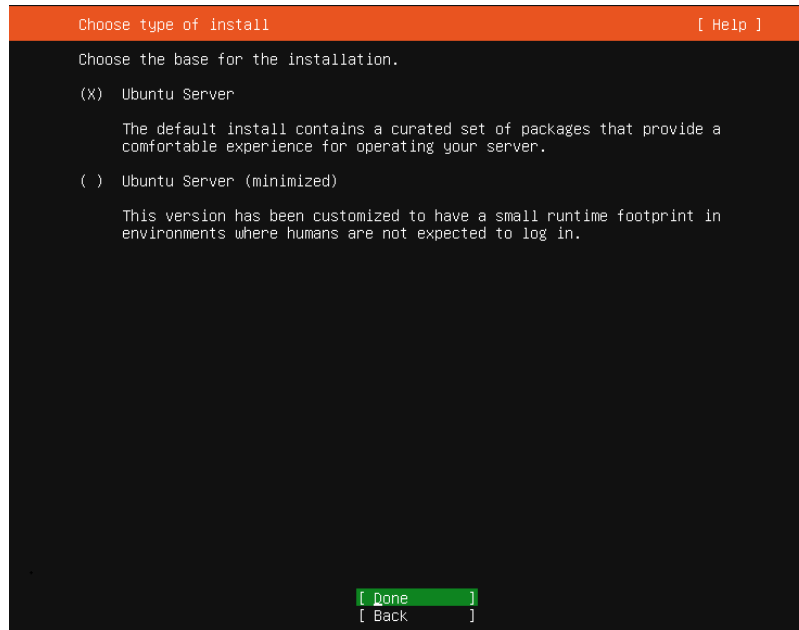 Choose type of install [ Help ]
Choose the base for the installation.
(X) Ubuntu Server
The default install contains a curated set of packages that provide a
comfortable experience for operating your server.
( ) Ubuntu Server (minimized)
This version has been customized to have a small runtime footprint in
environments where humans are not expected to log in.
[ Done ]
[ Back ]